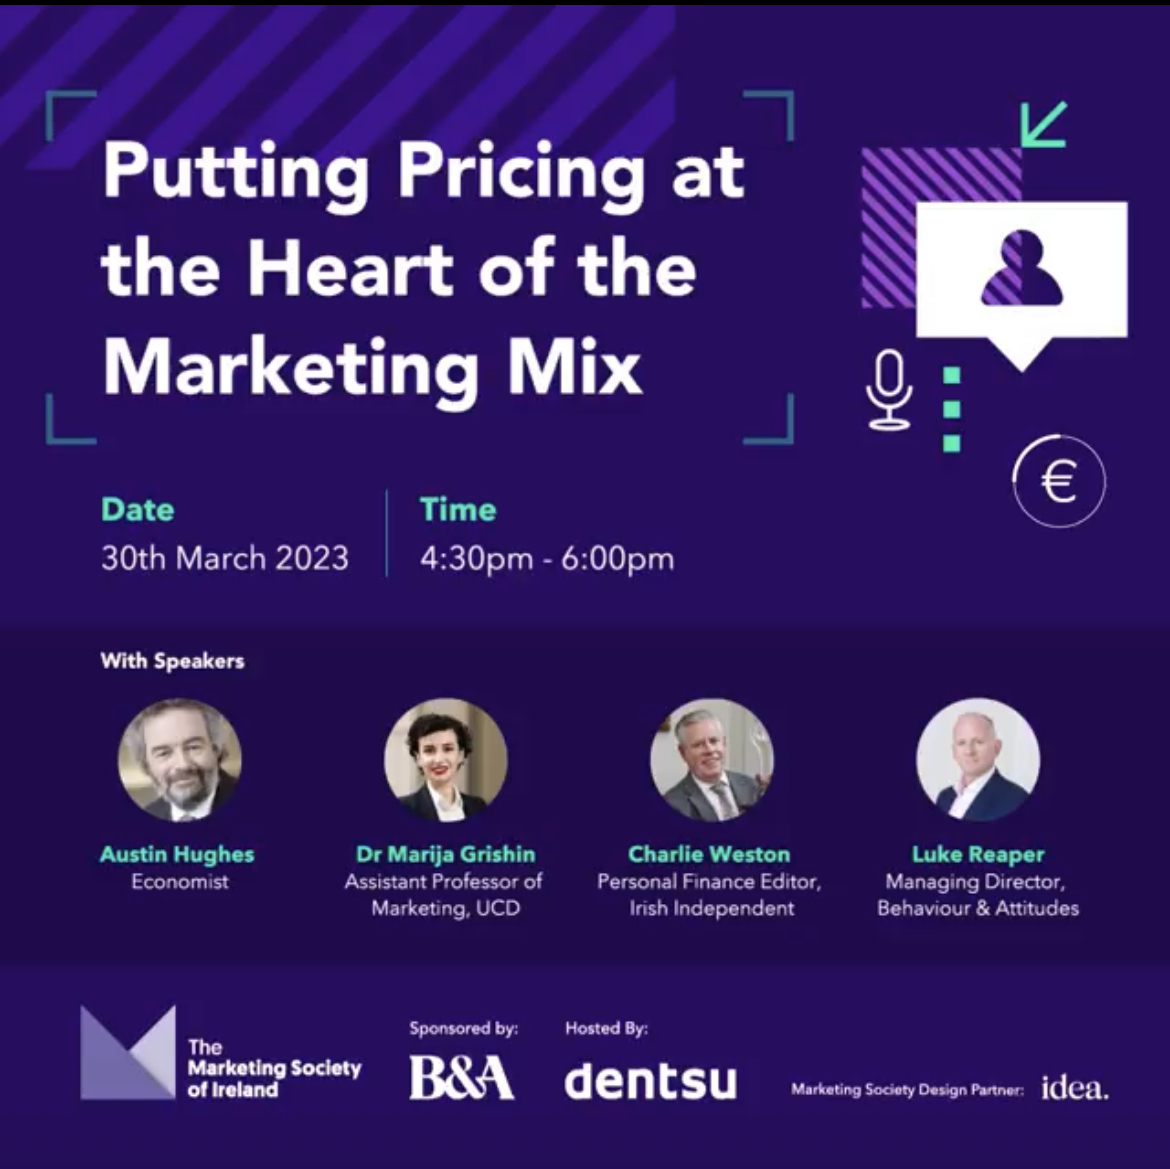 Putting Pricing at
the Heart of the
Marketing Mix
Date
30th March 2023
Time
4:30pm - 6:00pm
€
With Speakers
Austin Hughes
Economist
Dr Marija Grishin
Assistant Professor of
Marketing, UCD
Charlie Weston
Personal Finance Editor,
Irish Independent
Luke Reaper
Managing Director,
Behaviour & Attitudes
The
Marketing Society
of Ireland
Sponsored by:
B&A
Hosted By:
dentsu
Marketing Society Design Partner: idea.